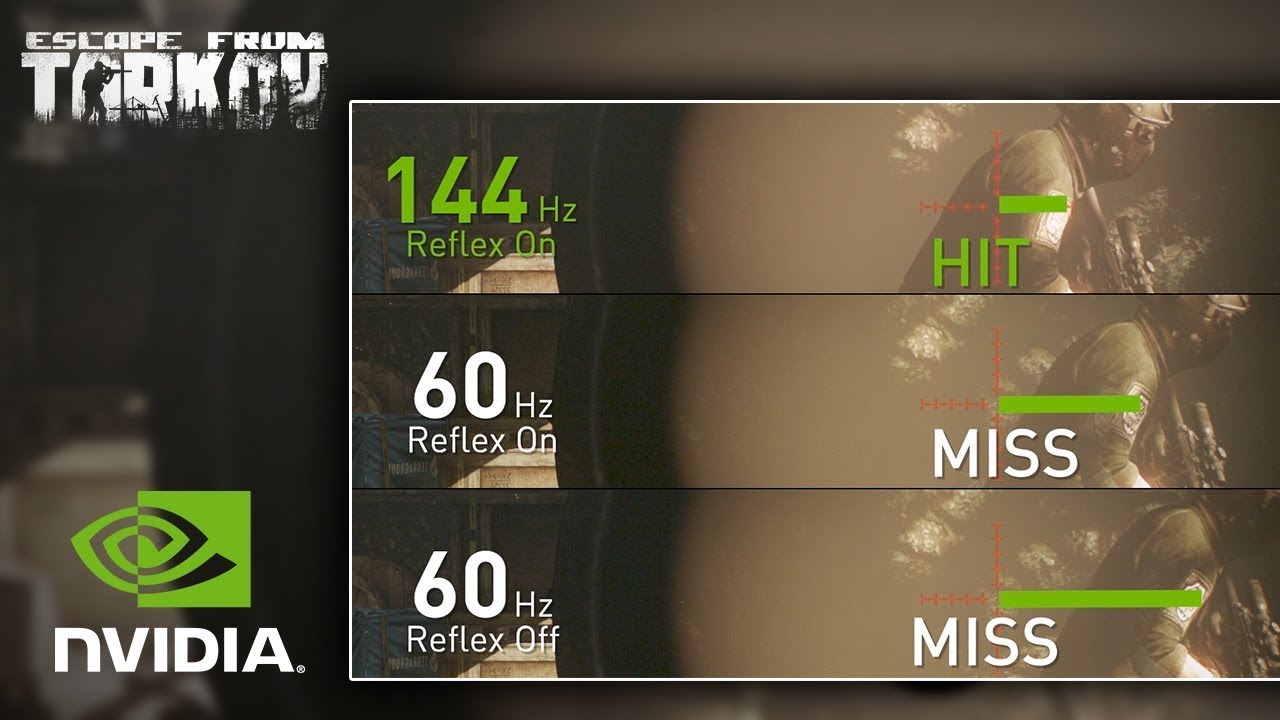 ESCAPE FROM
TARKOV
144 Hz
Reflex On
HIT
60 Hz
Reflex On
MISS
60 Hz
Reflex Off
MISS
NVIDIA®